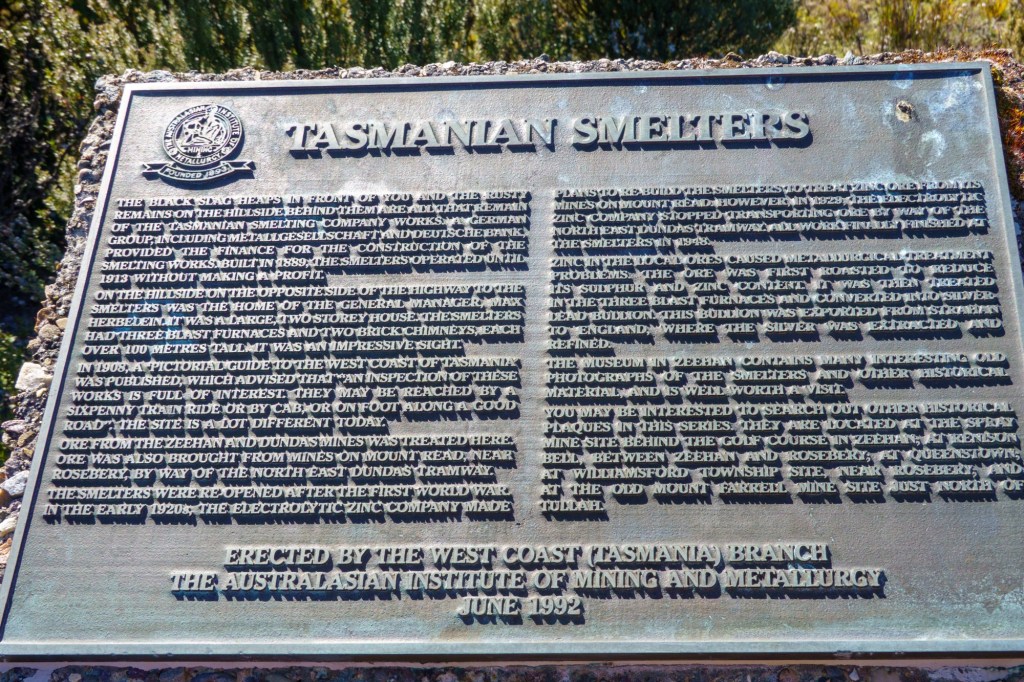 THE AUSTRALASIAN INSTITUTE OF
MINING
METALLURGY
FOUNDED 1893
TASMANIAN SMELTERS
THE BLACK SLAG HEAPS IN FRONT OF YOU AND THE RUST
REMAINS ON THE HILLSIDE BEHIND THEM ARE ALL THAT REMAIN
OF THE TASMANIAN SMELTING COMPANY WORKS. A GERMAN
GROUP, INCLUDING METALLGESELLSCHAFT AND DEUTSCHE BANK
PROVIDED THE FINANCE FOR THE CONSTRUCTION OF THE
SMELTING WORKS. BUILT IN 1889, THE SMELTERS OPERATED UNTIL
1913 WITHOUT MAKING A PROFIT.
ON THE HILLSIDE ON THE OPPOSITE SIDE OF THE HIGHWAY TO THE
SMELTERS WAS THE HOME OF THE GENERAL MANAGER, MAX
HEBERLEIN. IT WAS A LARGE, TWO STOREY HOUSE. THE SMELTERS
HAD THREE BLAST FURNACES AND TWO BRICK CHIMNEYS, EACH
OVER 100 METRES TALL. IT WAS AN IMPRESSIVE SIGHT.
IN 1908, A PICTORIAL GUIDE TO THE WEST COAST OF TASMANIA
WAS PUBLISHED, WHICH ADVISED THAT "AN INSPECTION OF THESE
WORKS IS FULL OF INTEREST. THEY MAY BE REACHED BY A
SIXPENNY TRAIN RIDE OR BY CAB, OR ON FOOT ALONG A GOOD
ROAD". THE SITE IS A LOT DIFFERENT TODAY.
ORE FROM THE ZEEHAN AND DUNDAS MINES WAS TREATED HERE.
ORE WAS ALSO BROUGHT FROM MINES ON MOUNT READ, NEAR
ROSEBERY, BY WAY OF THE NORTH EAST DUNDAS TRAMWAY.
THE SMELTERS WERE RE-OPENED AFTER THE FIRST WORLD WAR.
IN THE EARLY 1920s, THE ELECTROLYTIC ZINC COMPANY MADE
PLANS TO REBUILD THE SMELTERS TO TREAT ZINC ORE FROM ITS
MINES ON MOUNT READ. HOWEVER, IN 1929, THE ELECTROLYTIC
ZINC COMPANY STOPPED TRANSPORTING ORE BY WAY OF THE
NORTH EAST DUNDAS TRAMWAY. ALL WORK FINALLY FINISHED AT
THE SMELTERS IN 1948.
ZINC IN THE LOCAL ORES CAUSED METALLURGICAL TREATMENT
PROBLEMS. THE ORE WAS FIRST ROASTED TO REDUCE
ITS SULPHUR AND ZINC CONTENT. IT WAS THEN TREATED
IN THE THREE BLAST FURNACES AND CONVERTED INTO SILVER
LEAD BULLION. THIS BULLION WAS EXPORTED FROM STRAHAN
TO ENGLAND, WHERE THE SILVER WAS EXTRACTED AND
REFINED.
THE MUSEUM IN ZEEHAN CONTAINS MANY INTERESTING OLD
PHOTOGRAPHS OF THE SMELTERS AND OTHER HISTORICAL
MATERIAL AND IS WELL WORTH A VISIT.
YOU MAY BE INTERESTED TO SEARCH OUT OTHER HISTORICAL
PLAQUES IN THIS SERIES. THEY ARE LOCATED AT THE SPRAY
MINE SITE BEHIND THE GOLF COURSE IN ZEEHAN, AT DENISON
BELL, BETWEEN ZEEHAN AND ROSEBERY, AT QUEENSTOWN,
AT WILLIAMSFORD TOWNSHIP SITE, NEAR ROSEBERY AND
AT THE OLD MOUNT FARRELL MINE SITE JUST NORTH OF
TULLAH.
ERECTED BY THE WEST COAST (TASMANIA) BRANCH
THE AUSTRALASIAN INSTITUTE OF MINING AND METALLURGY
JUNE 1992